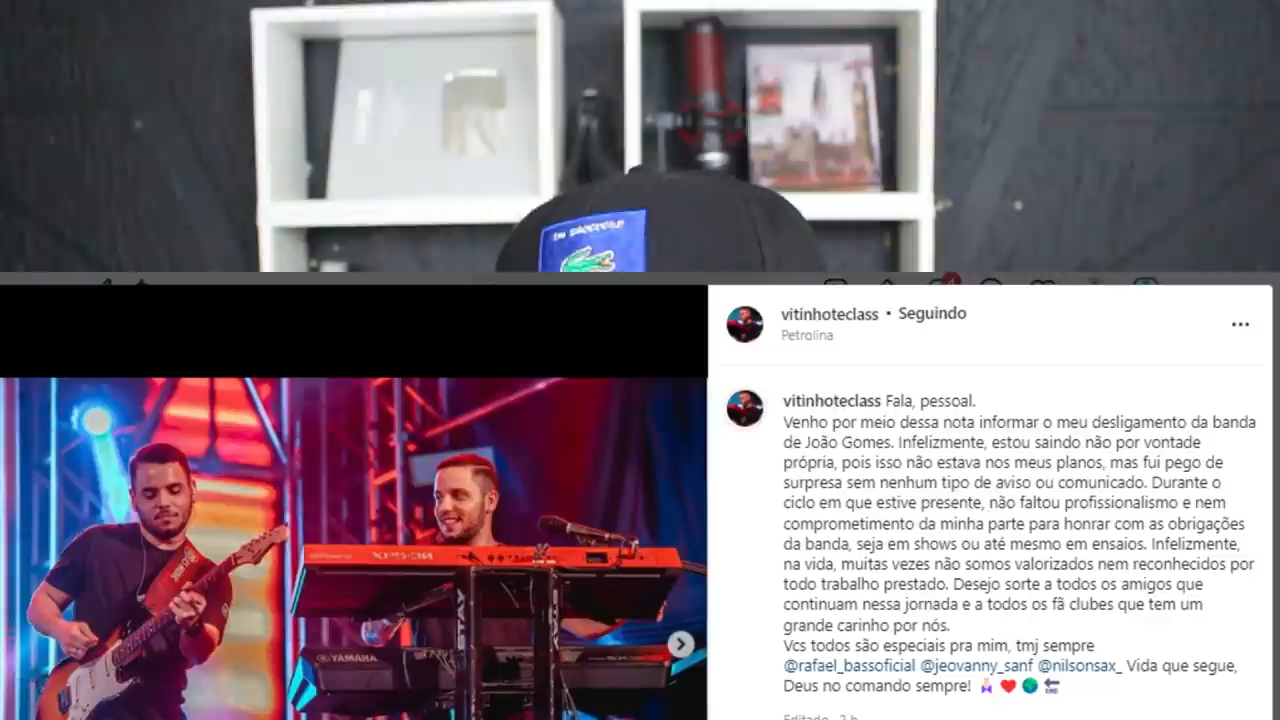 vitinhoteclass • Seguindo
Petrolina
vitinhoteclass Fala, pessoal.
Venho por meio dessa nota informar o meu desligamento da banda
de João Gomes. Infelizmente, estou saindo não por vontade
própria, pois isso não estava nos meus planos, mas fui pego de
surpresa sem nenhum tipo de aviso ou comunicado. Durante o
ciclo em que estive presente, não faltou profissionalismo e nem
comprometimento da minha parte para honrar com as obrigações
da banda, seja em shows ou até mesmo em ensaios. Infelizmente,
na vida, muitas vezes não somos valorizados nem reconhecidos por
todo trabalho prestado. Desejo sorte a todos os amigos que
continuam nessa jornada e a todos os fã clubes que tem um
grande carinho por nós.
Vcs todos são especiais pra mim, tmj sempre
@rafael_bassoficial @jeovanny_sanf @nilsonsax_ Vida que segue,
Deus no comando sempre!
Editado · 2 h
YAMAHA